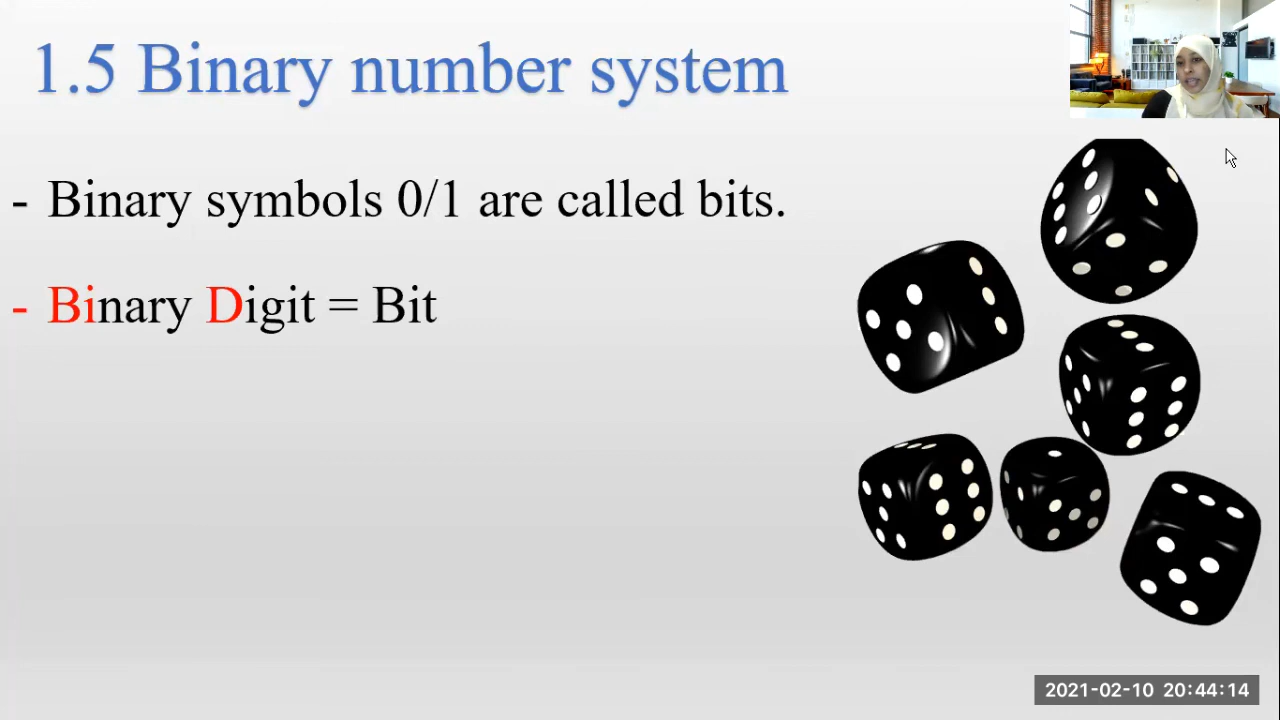 1.5 Binary number system
- Binary symbols 0/1 are called bits.
- Binary Digit = Bit
2021-02-10 20:44:14